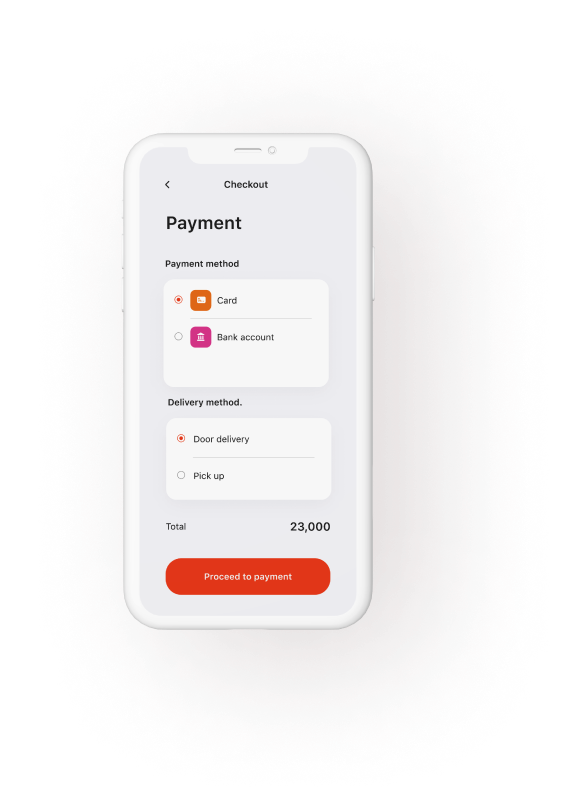 Checkout
Payment
Payment method
Card
Bank account
Delivery method.
Door delivery
Pick up
Total 23,000
Proceed to payment